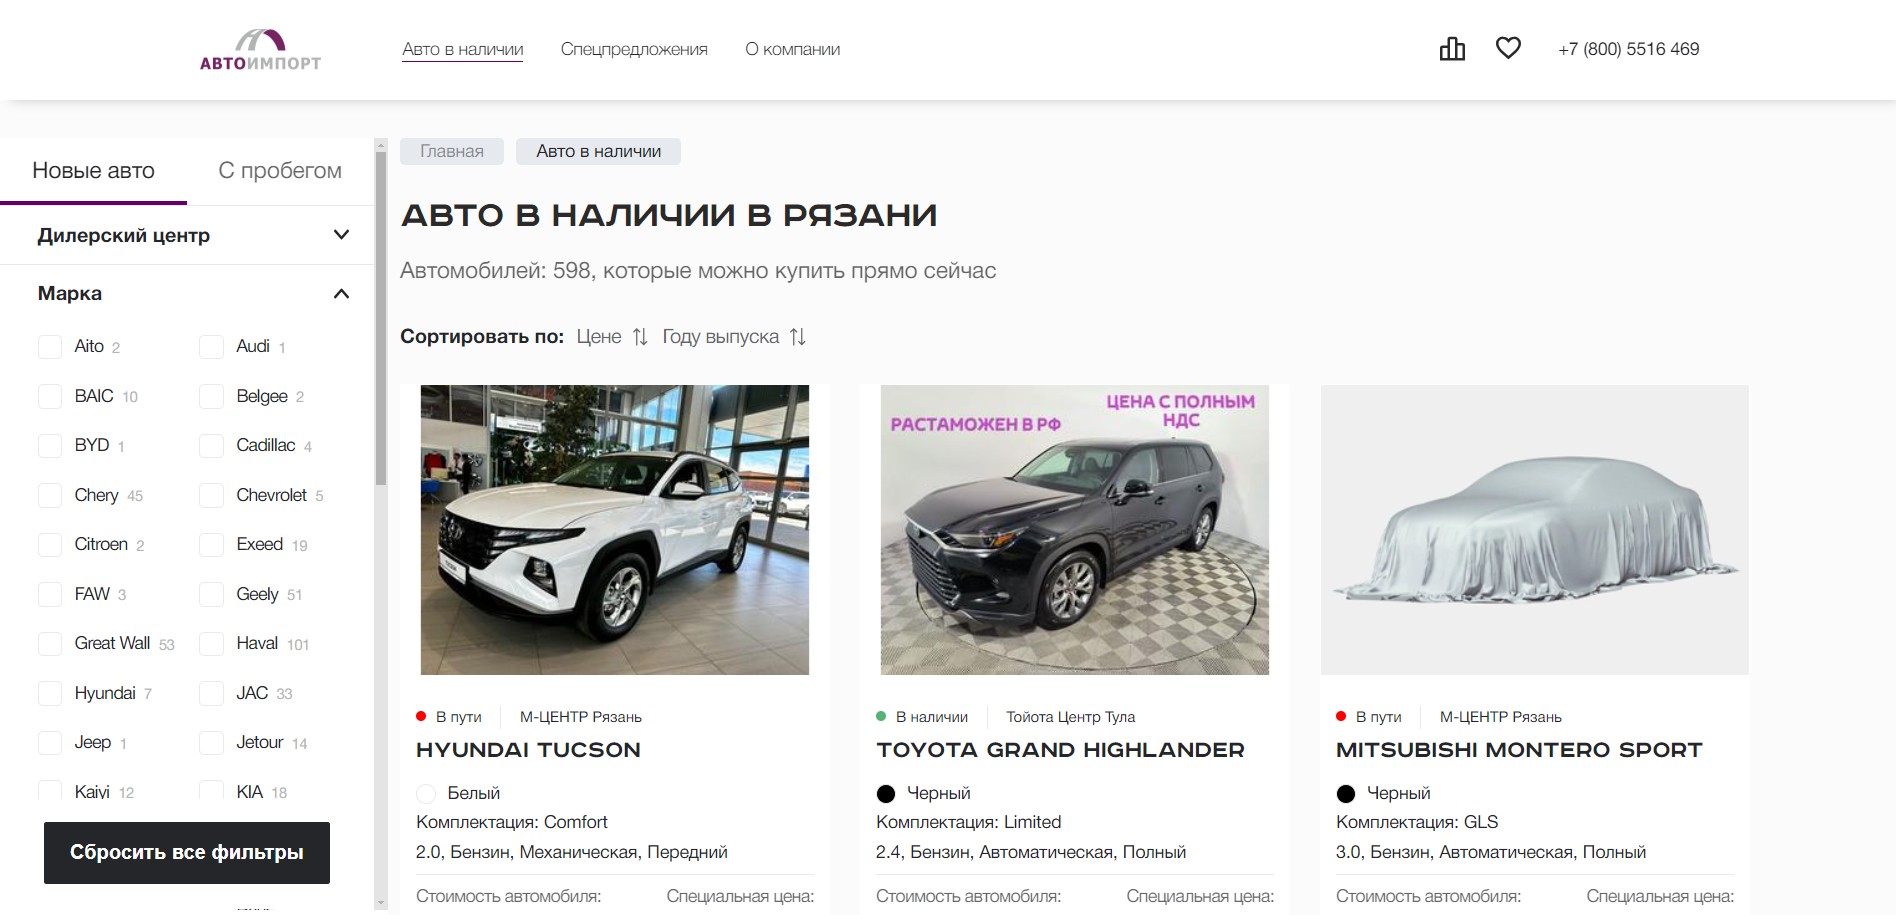 АВТОИМПОРТ
Авто в наличии Спецпредложения О компании
+7 (800) 5516 469
Новые авто С пробегом
Дилерский центр
Марка
Aito 2 Audi 1
BAIC 10 Belgee 2
BYD 1 Cadillac 4
Chery 45 Chevrolet 5
Citroen 2 Exeed 19
FAW 3 Geely 51
Great Wall 53 Haval 101
Hyundai 7 JAC 33
Jeep 1 Jetour 14
Kaiyi 12 KIA 18
Сбросить все фильтры
Главная Авто в наличии
АВТО В НАЛИЧИИ В РЯЗАНИ
Автомобилей: 598, которые можно купить прямо сейчас
Сортировать по: Цене Году выпуска
РАСТАМОЖЕН В РФ
ЦЕНА С ПОЛНЫМ
НДС
В пути М-ЦЕНТР Рязань
HYUNDAI TUCSON
Белый
Комплектация: Comfort
2.0, Бензин, Механическая, Передний
Стоимость автомобиля: Специальная цена:
В наличии Тойота Центр Тула
TOYOTA GRAND HIGHLANDER
Черный
Комплектация: Limited
2.4, Бензин, Автоматическая, Полный
Стоимость автомобиля: Специальная цена:
В пути М-ЦЕНТР Рязань
MITSUBISHI MONTERO SPORT
Черный
Комплектация: GLS
3.0, Бензин, Автоматическая, Полный
Стоимость автомобиля: Специальная цена: